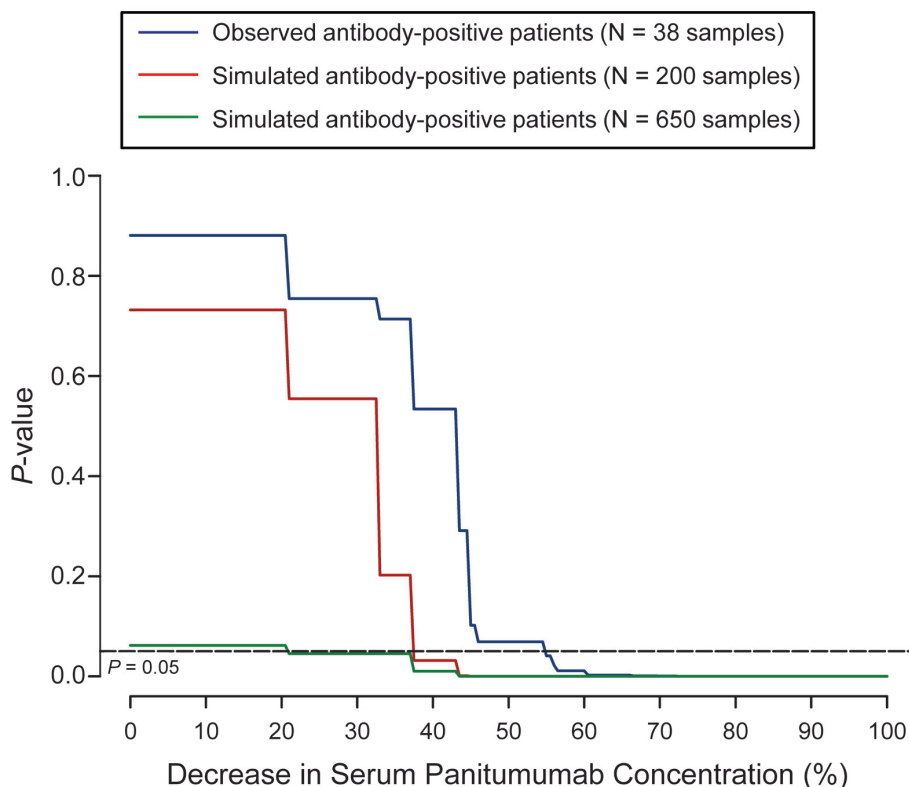 Observed antibody-positive patients (N = 38 samples)
Simulated antibody-positive patients (N = 200 samples)
Simulated antibody-positive patients (N = 650 samples)
1.0
0.8
0.6
0.4
0.2
0.0
P-value
P = 0.05
0 10 20 30 40 50 60 70 80 90 100
Decrease in Serum Panitumumab Concentration (%)